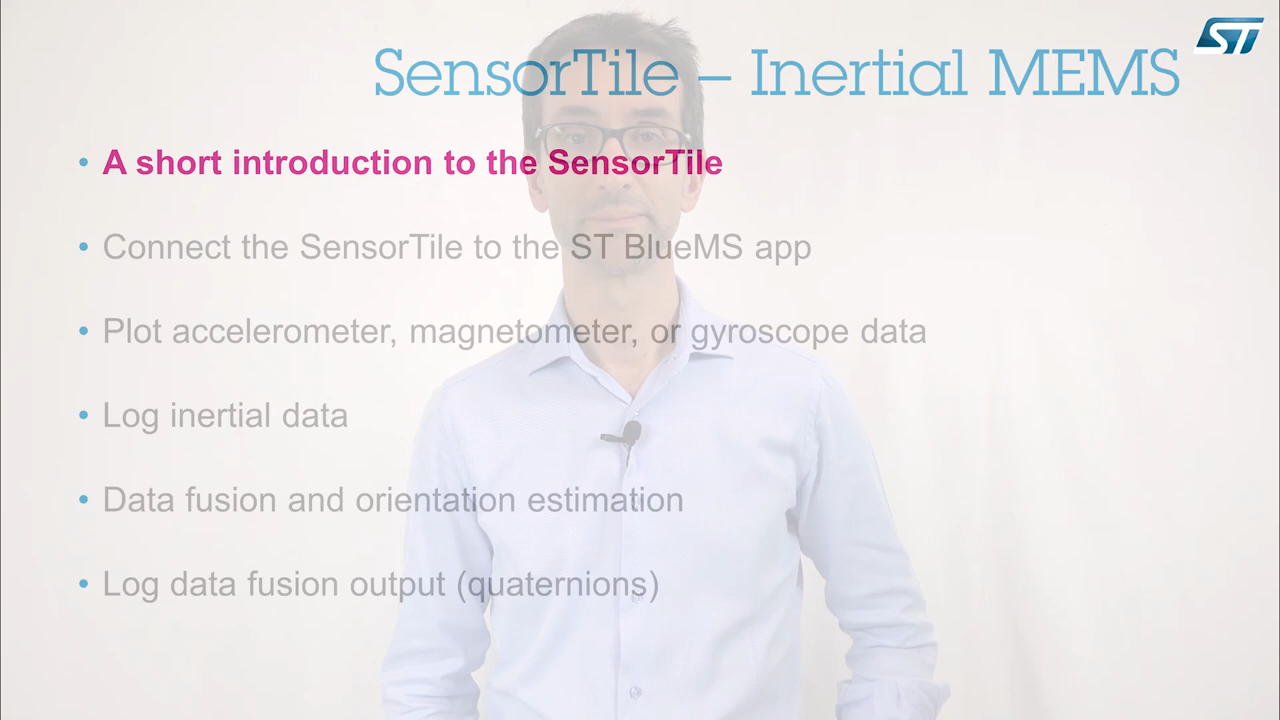 ST
SensorTile – Inertial MEMS
• A short introduction to the SensorTile
• Connect the SensorTile to the ST BlueMS app
• Plot accelerometer, magnetometer, or gyroscope data
• Log inertial data
• Data fusion and orientation estimation
• Log data fusion output (quaternions)